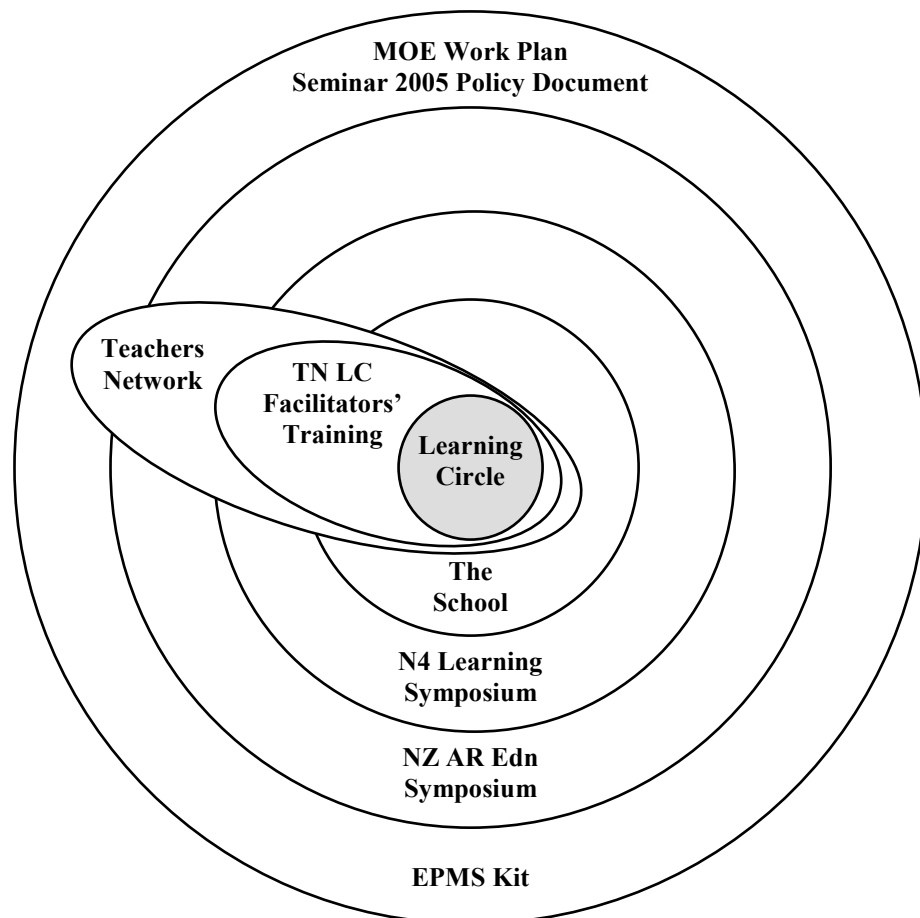 MOE Work Plan
Seminar 2005 Policy Document
Teachers
Network
TN LC
Facilitators’
Training
Learning
Circle
The
School
N4 Learning
Symposium
NZ AR Edn
Symposium
EPMS Kit